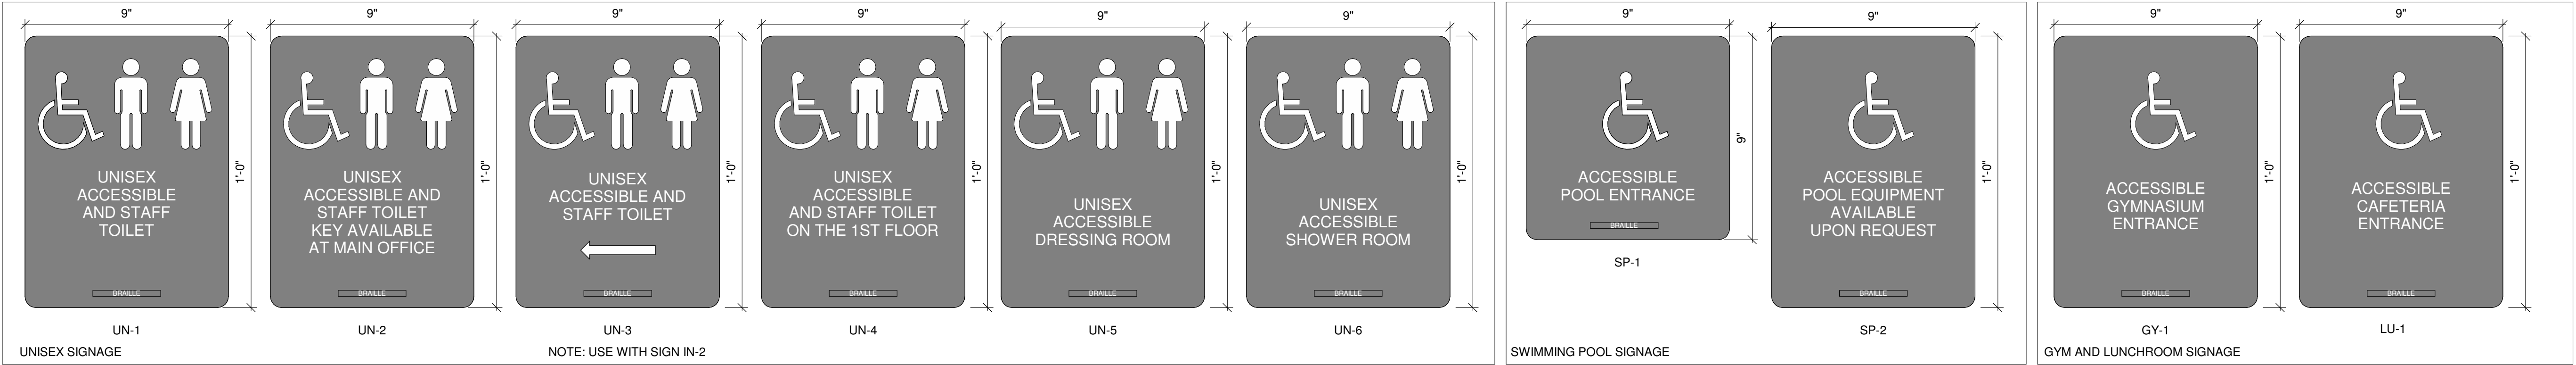 9"
1'-0"
UNISEX
ACCESSIBLE
AND STAFF
TOILET
BRAILLE
UN-1
9"
1'-0"
UNISEX
ACCESSIBLE AND
STAFF TOILET
KEY AVAILABLE
AT MAIN OFFICE
BRAILLE
UN-2
9"
1'-0"
UNISEX
ACCESSIBLE AND
STAFF TOILET
BRAILLE
UN-3
9"
1'-0"
UNISEX
ACCESSIBLE
AND STAFF TOILET
ON THE 1ST FLOOR
BRAILLE
UN-4
9"
1'-0"
UNISEX
ACCESSIBLE
DRESSING ROOM
BRAILLE
UN-5
9"
1'-0"
UNISEX
ACCESSIBLE
SHOWER ROOM
BRAILLE
UN-6
UNISEX SIGNAGE
NOTE: USE WITH SIGN IN-2
9"
9"
ACCESSIBLE
POOL ENTRANCE
BRAILLE
SP-1
9"
1'-0"
ACCESSIBLE
POOL EQUIPMENT
AVAILABLE
UPON REQUEST
BRAILLE
SP-2
SWIMMING POOL SIGNAGE
9"
1'-0"
ACCESSIBLE
GYMNASIUM
ENTRANCE
BRAILLE
GY-1
9"
1'-0"
ACCESSIBLE
CAFETERIA
ENTRANCE
BRAILLE
LU-1
GYM AND LUNCHROOM SIGNAGE